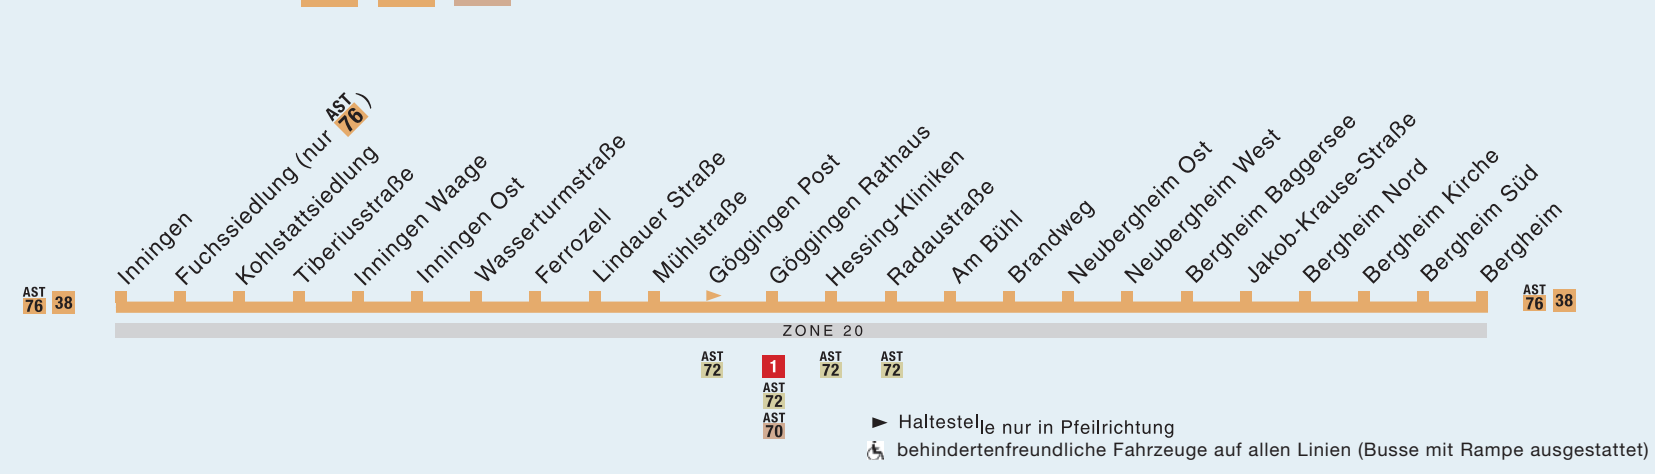 Inningen
Fuchssiedlung (nur AST 76)
Kohlstattsiedlung
Tiberiusstraße
Inningen Waage
Inningen Ost
Wasserturmstraße
Ferrozell
Lindauer Straße
Mühlstraße
Göggingen Post
Göggingen Rathaus
Hessing-Kliniken
Radaustraße
Am Bühl
Brandweg
Neubergheim Ost
Neubergheim West
Bergheim Baggersee
Jakob-Krause-Straße
Bergheim Nord
Bergheim Kirche
Bergheim Süd
Bergheim
AST
76 38
AST
76 38
ZONE 20
AST
72
1
AST
72
AST
70
AST
72
AST
72
Haltestelle nur in Pfeilrichtung
behindertenfreundliche Fahrzeuge auf allen Linien (Busse mit Rampe ausgestattet)